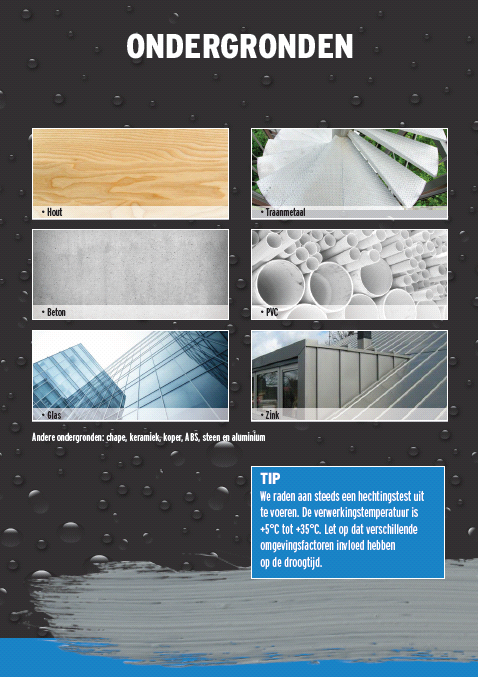 ONDERGRONDEN
• Hout
• Traanmetaal
• Beton
• PVC
• Glas
• Zink
Andere ondergronden: chape, keramiek, koper, ABS, steen en aluminium
TIP
We raden aan steeds een hechtingstest uit
te voeren. De verwerkingstemperatuur is
+5°C tot +35°C. Let op dat verschillende
omgevingsfactoren invloed hebben
op de droogtijd.